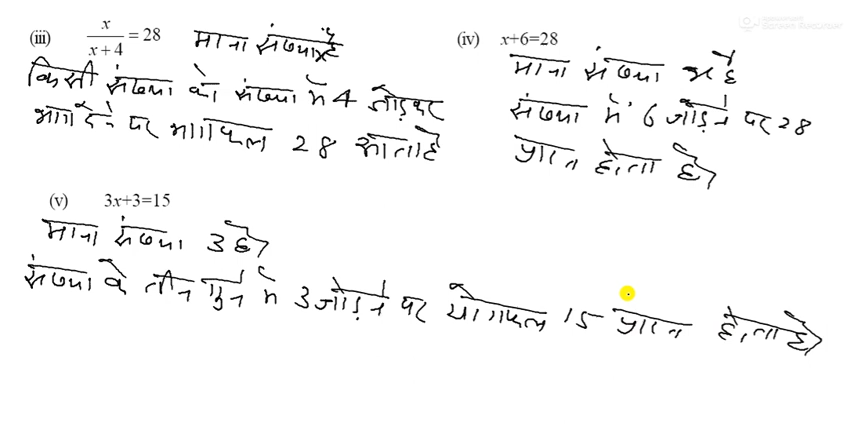 (iii) x/(x+4) = 28 माना संख्या x है
किसी संख्या को संख्या में 4 जोड़कर
भाग देने पर भागफल 28 आता है
(iv) x+6=28
माना संख्या x है
संख्या में 6 जोड़ने पर 28
प्राप्त होता है।
(v) 3x+3=15
माना संख्या 3 है।
संख्या के तीन गुने में 3 जोड़ने पर योगफल 15 प्राप्त होता है।